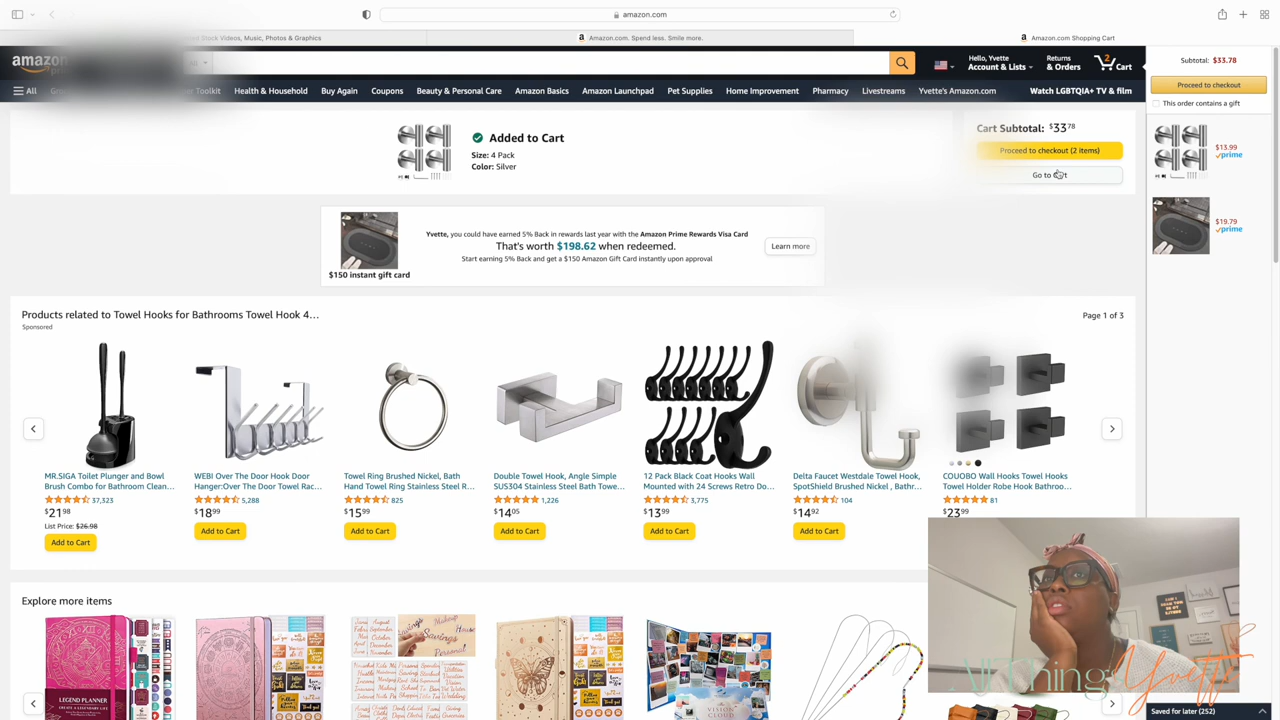 amazon.com
Stock Videos, Music, Photos & Graphics
Amazon.com. Spend less. Smile more.
Amazon.com Shopping Cart
amazon
prime
Hello, Yvette
Account & Lists
Returns
& Orders
2
Cart
All
Toolkit
Health & Household
Buy Again
Coupons
Beauty & Personal Care
Amazon Basics
Amazon Launchpad
Pet Supplies
Home Improvement
Pharmacy
Livestreams
Yvette's Amazon.com
Watch LGBTQIA+ TV & film
Subtotal: $33.78
Proceed to checkout
This order contains a gift
$13.99
prime
$19.79
prime
Added to Cart
Size: 4 Pack
Color: Silver
Cart Subtotal: $33.78
Proceed to checkout (2 items)
Go to Cart
Yvette, you could have earned 5% Back in rewards last year with the Amazon Prime Rewards Visa Card
That's worth $198.62 when redeemed.
Start earning 5% Back and get a $150 Amazon Gift Card instantly upon approval
$150 instant gift card
Learn more
Products related to Towel Hooks for Bathrooms Towel Hook 4...
Page 1 of 3
Sponsored
MR.SIGA Toilet Plunger and Bowl
Brush Combo for Bathroom Clean...
37,323
$21.98
List Price: $26.98
Add to Cart
WEBI Over The Door Hook Door
Hanger:Over The Door Towel Rac...
5,288
$18.99
Add to Cart
Towel Ring Brushed Nickel, Bath
Hand Towel Ring Stainless Steel R...
825
$15.99
Add to Cart
Double Towel Hook, Angle Simple
SUS304 Stainless Steel Bath Towe...
1,226
$14.05
Add to Cart
12 Pack Black Coat Hooks Wall
Mounted with 24 Screws Retro Do...
3,775
$13.99
Add to Cart
Delta Faucet Westdale Towel Hook,
SpotShield Brushed Nickel , Bathr...
104
$14.92
Add to Cart
COUOBO Wall Hooks Towel Hooks
Towel Holder Robe Hook Bathroo...
81
$23.99
Explore more items
LEGEND PLANNER
VISION
CLOUD
Saved for later (252)